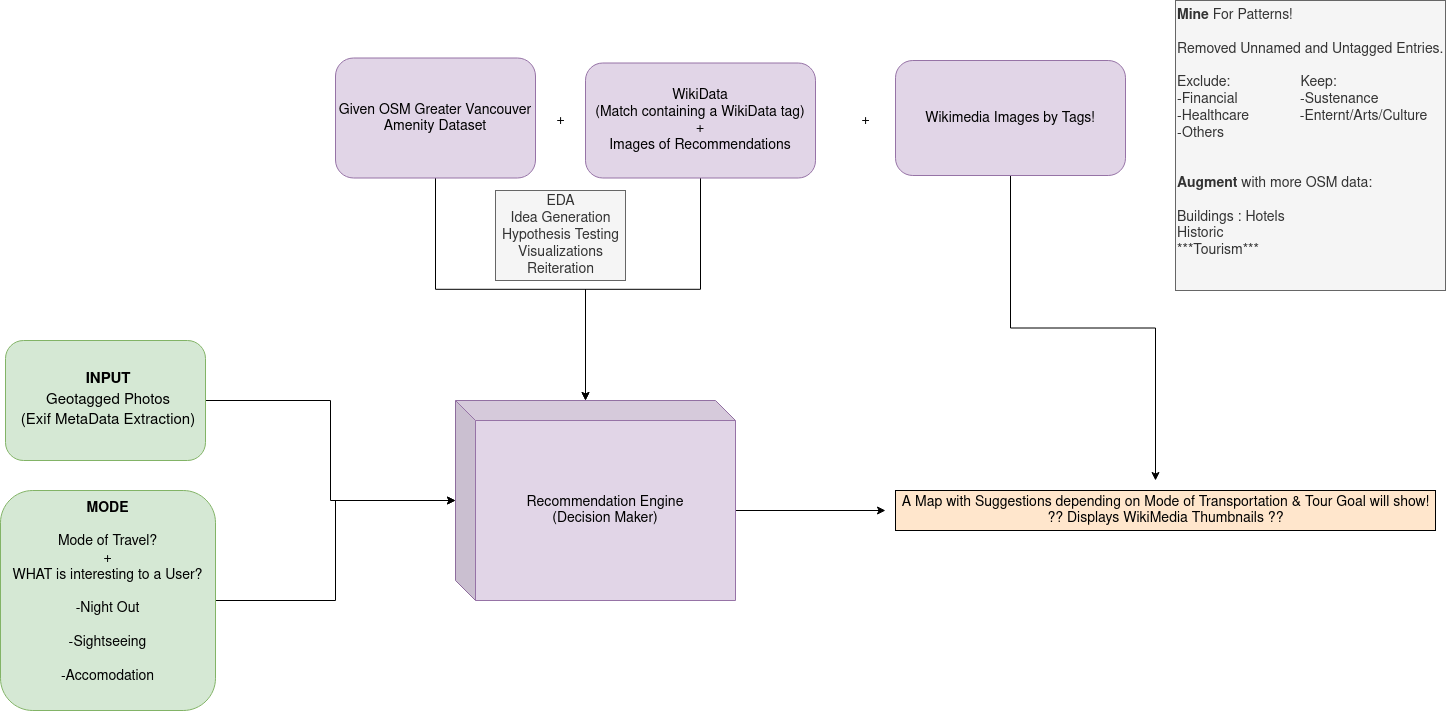 Given OSM Greater Vancouver
Amenity Dataset
+
WikiData
(Match containing a WikiData tag)
+
Images of Recommendations
+
Wikimedia Images by Tags!
Mine For Patterns!
Removed Unnamed and Untagged Entries.
Exclude: Keep:
-Financial -Sustenance
-Healthcare -Enternt/Arts/Culture
-Others
Augment with more OSM data:
Buildings : Hotels
Historic
***Tourism***
EDA
Idea Generation
Hypothesis Testing
Visualizations
Reiteration
INPUT
Geotagged Photos
(Exif MetaData Extraction)
MODE
Mode of Travel?
+
WHAT is interesting to a User?
-Night Out
-Sightseeing
-Accomodation
Recommendation Engine
(Decision Maker)
A Map with Suggestions depending on Mode of Transportation & Tour Goal will show!
?? Displays WikiMedia Thumbnails ??